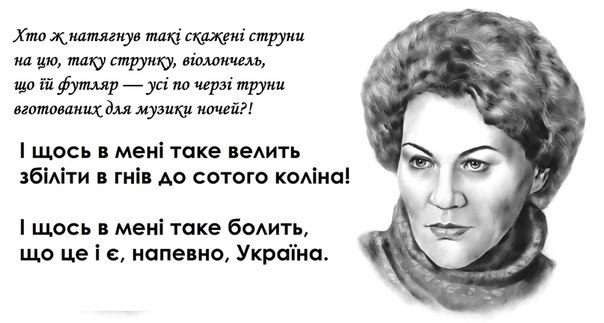 Хто ж натягнув такі скажені струни
на цю, таку струнку, віолончель,
що їй футляр — усі по черзі труни
вготованих для музики ночей?!
І щось в мені таке велить
збіліти в гнів до сотого коліна!
І щось в мені таке болить,
що це і є, напевно, Україна.